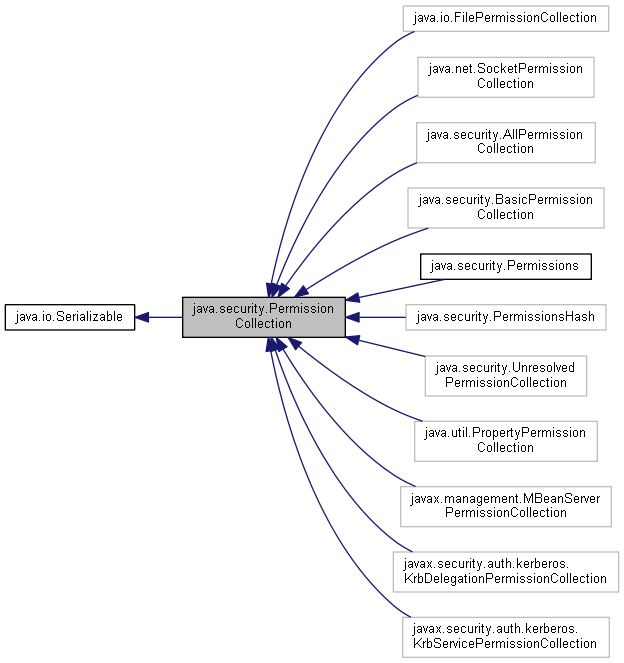 java.io.FilePermissionCollection
java.net.SocketPermission
Collection
java.security.AllPermission
Collection
java.security.BasicPermission
Collection
java.security.Permissions
java.io.Serializable
java.security.Permission
Collection
java.security.PermissionsHash
java.security.Unresolved
PermissionCollection
java.util.PropertyPermission
Collection
javax.management.MBeanServer
PermissionCollection
javax.security.auth.kerberos.
KrbDelegationPermissionCollection
javax.security.auth.kerberos.
KrbServicePermissionCollection